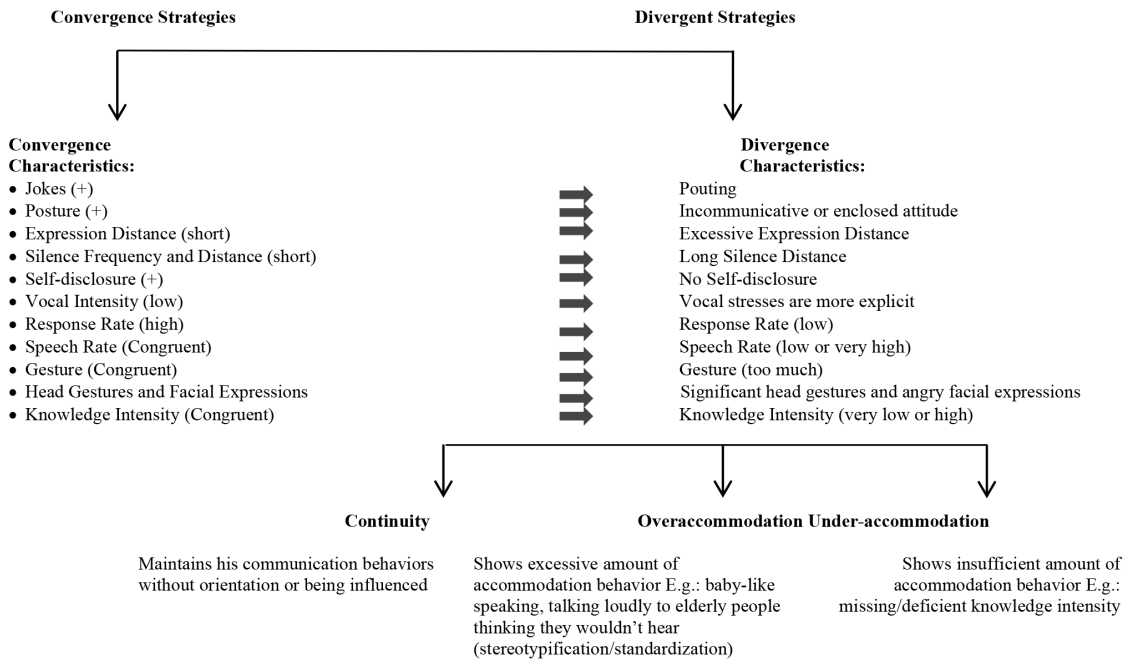 Convergence Strategies
Divergent Strategies
Convergence
Characteristics:
• Jokes (+)
• Posture (+)
• Expression Distance (short)
• Silence Frequency and Distance (short)
• Self-disclosure (+)
• Vocal Intensity (low)
• Response Rate (high)
• Speech Rate (Congruent)
• Gesture (Congruent)
• Head Gestures and Facial Expressions
• Knowledge Intensity (Congruent)
Divergence
Characteristics:
Pouting
Incommunicative or enclosed attitude
Excessive Expression Distance
Long Silence Distance
No Self-disclosure
Vocal stresses are more explicit
Response Rate (low)
Speech Rate (low or very high)
Gesture (too much)
Significant head gestures and angry facial expressions
Knowledge Intensity (very low or high)
Continuity
Maintains his communication behaviors
without orientation or being influenced
Overaccommodation
Shows excessive amount of
accommodation behavior E.g.: baby-like
speaking, talking loudly to elderly people
thinking they wouldn’t hear
(stereotypification/standardization)
Under-accommodation
Shows insufficient amount of
accommodation behavior E.g.:
missing/deficient knowledge intensity